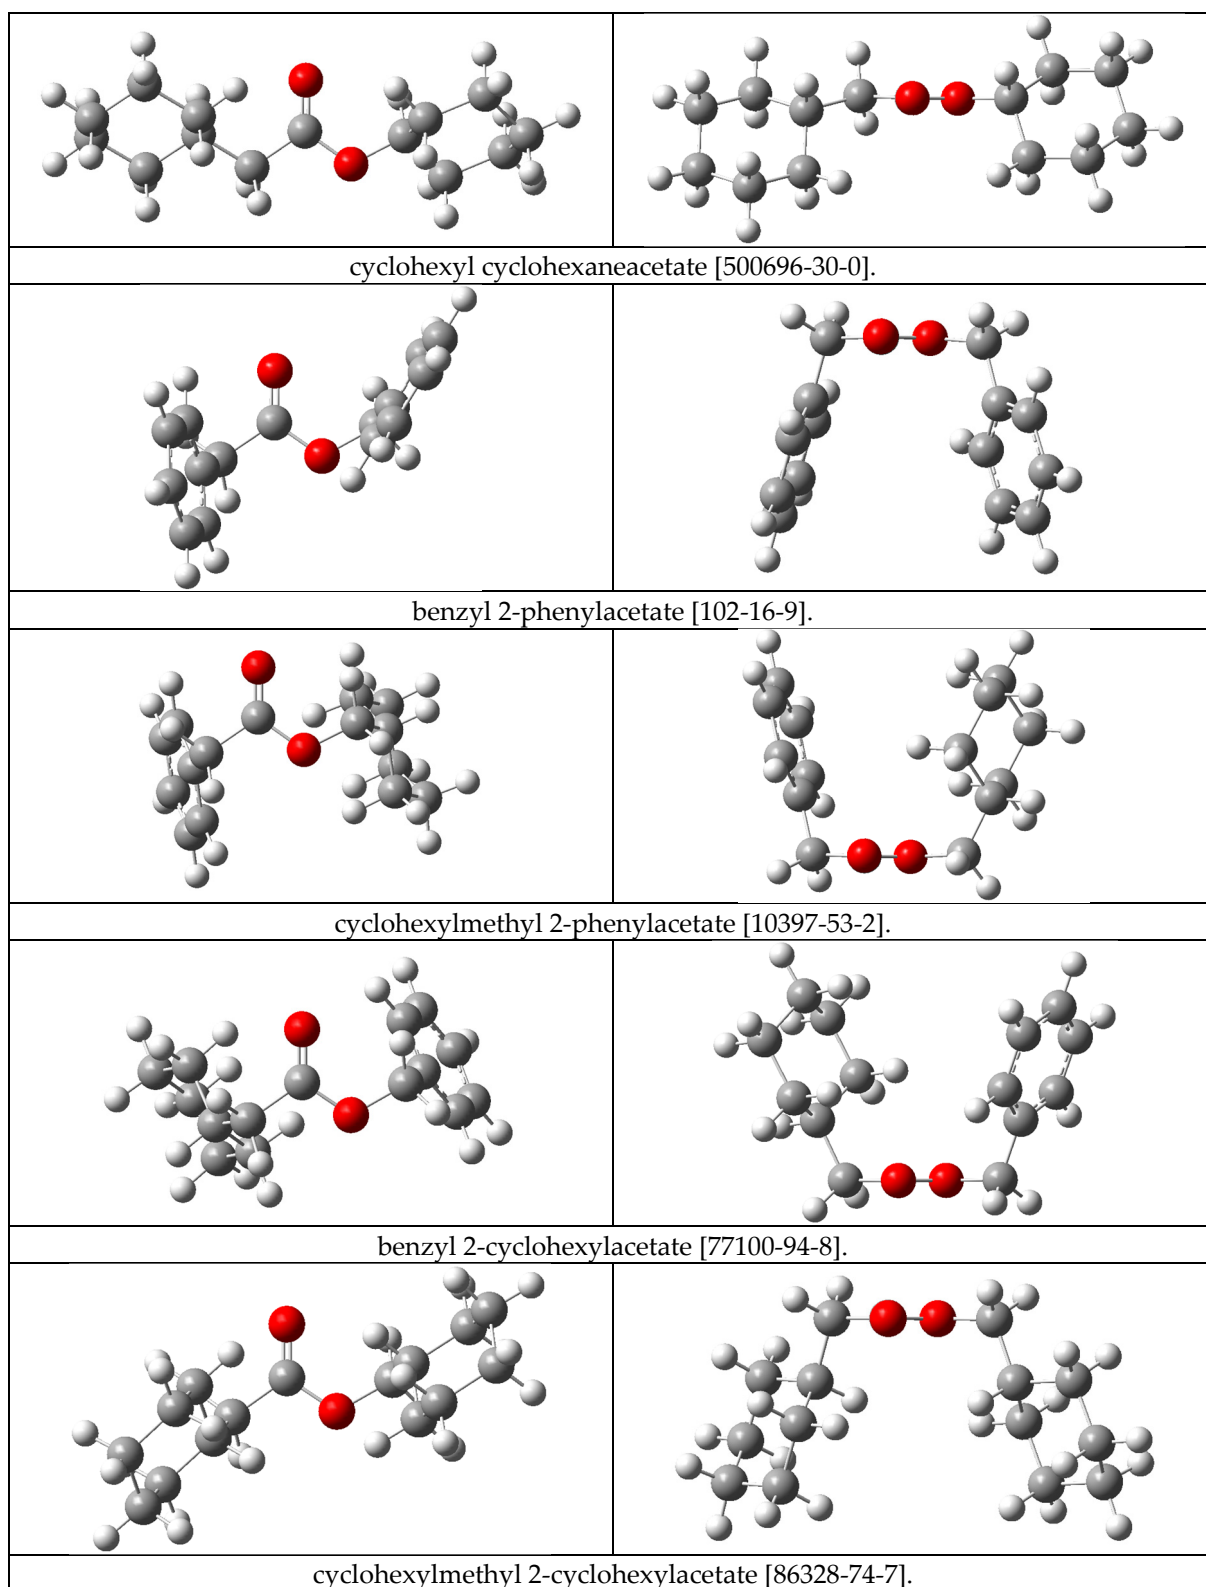 cyclohexyl cyclohexaneacetate [500696-30-0].
benzyl 2-phenylacetate [102-16-9].
cyclohexylmethyl 2-phenylacetate [10397-53-2].
benzyl 2-cyclohexylacetate [77100-94-8].
cyclohexylmethyl 2-cyclohexylacetate [86328-74-7].